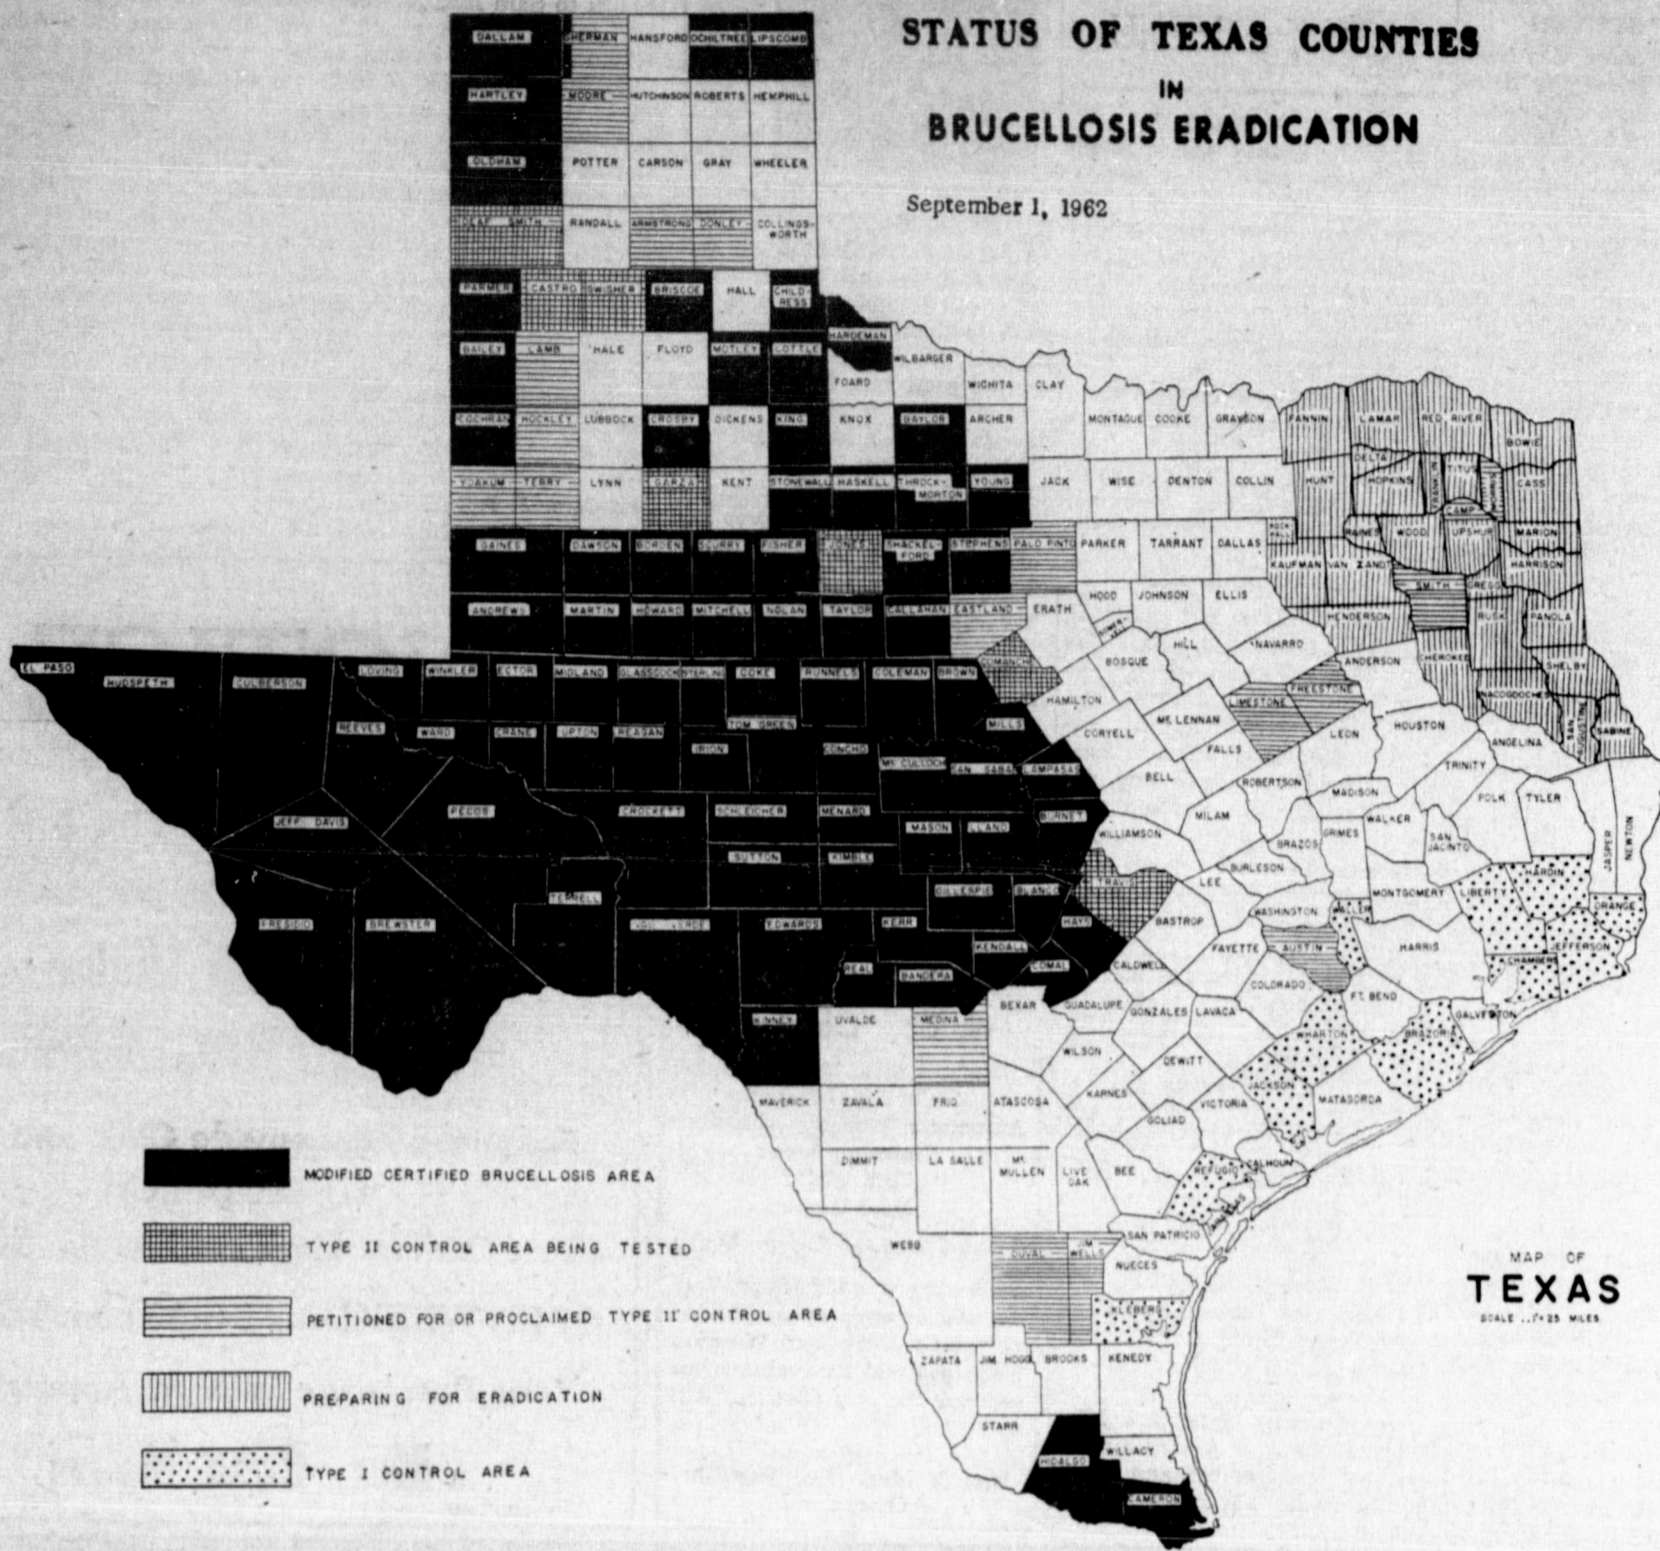 STATUS OF TEXAS COUNTIES
IN
BRUCELLOSIS ERADICATION
September 1, 1962
DALLAM SHERMAN HANSFORD OCHILTREE LIPSCOMB
HARTLEY MOORE HUTCHINSON ROBERTS HEMPHILL
OLDHAM POTTER CARSON GRAY WHEELER
DEAF SMITH RANDALL ARMSTRONG DONLEY COLLINGS-
WORTH
PARMER CASTRO SWISHER BRISCOE HALL CHILD-
RESS
HARDEMAN
BAILEY LAMB HALE FLOYD MOTLEY COTTLE
WILBARGER
FOARD WICHITA CLAY
COCHRAN HOCKLEY LUBBOCK CROSBY DICKENS KING KNOX BAYLOR ARCHER MONTAGUE COOKE GRAYSON FANNIN LAMAR RED RIVER
BOWIE
DELTA
YOAKUM TERRY LYNN GARZA KENT STONEWALL HASKELL THROCK-
MORTON YOUNG JACK WISE DENTON COLLIN HUNT HOPKINS FRANKLIN TITUS MORRIS CASS
CAMP
GAINES DAWSON BORDEN SCURRY FISHER JONES SHACKEL-
FORD STEPHENS PALO PINTO PARKER TARRANT DALLAS ROCK-
WALL RAINES WOOD UPSHUR MARION
KAUFMAN VAN ZANDT HARRISON
SMITH GREGG
ANDREWS MARTIN HOWARD MITCHELL NOLAN TAYLOR CALLAHAN EASTLAND ERATH HOOD JOHNSON ELLIS
HENDERSON RUSK PANOLA
HILL NAVARRO
EL PASO HUDSPETH CULBERSON LOVING WINKLER ECTOR MIDLAND GLASSCOCK STERLING COKE RUNNELS COLEMAN BROWN COMANCHE BOSQUE ANDERSON CHEROKEE SHELBY
HAMILTON LIMESTONE FREESTONE NACOGDOCHES
REEVES WARD CRANE UPTON REAGAN TOM GREEN MILLS
IRION CONCHO CORYELL MC LENNAN LEON HOUSTON SAN
AUGUSTINE SABINE
FALLS ANGELINA
MC CULLOCH SAN SABA LAMPASAS BELL ROBERTSON TRINITY
MADISON
JEFF DAVIS PECOS CROCKETT SCHLEICHER MENARD BURNET MILAM WALKER POLK TYLER
MASON LLANO WILLIAMSON BRAZOS GRIMES SAN
JACINTO JASPER NEWTON
SUTTON KIMBLE BURLESON
TERRELL GILLESPIE BLANCO TRAVIS LEE MONTGOMERY LIBERTY HARDIN
PRESIDIO BREWSTER VAL VERDE EDWARDS KERR HAYS BASTROP WASHINGTON WALLER ORANGE
KENDALL FAYETTE AUSTIN HARRIS JEFFERSON
REAL BANDERA COMAL CALDWELL CHAMBERS
COLORADO FT. BEND
KINNEY UVALDE MEDINA BEXAR GUADALUPE GONZALES LAVACA GALVESTON
WHARTON BRAZORIA
WILSON DEWITT
MAVERICK ZAVALA FRIO ATASCOSA KARNES JACKSON MATAGORDA
VICTORIA
GOLIAD
DIMMIT LA SALLE MC
MULLEN LIVE
OAK BEE REFUGIO CALHOUN
WEBB DUVAL JIM
WELLS SAN PATRICIO
NUECES
KLEBERG
ZAPATA JIM HOGG BROOKS KENEDY
STARR WILLACY
HIDALGO
CAMERON
MODIFIED CERTIFIED BRUCELLOSIS AREA
TYPE II CONTROL AREA BEING TESTED
PETITIONED FOR OR PROCLAIMED TYPE II CONTROL AREA
PREPARING FOR ERADICATION
TYPE I CONTROL AREA
MAP OF
TEXAS